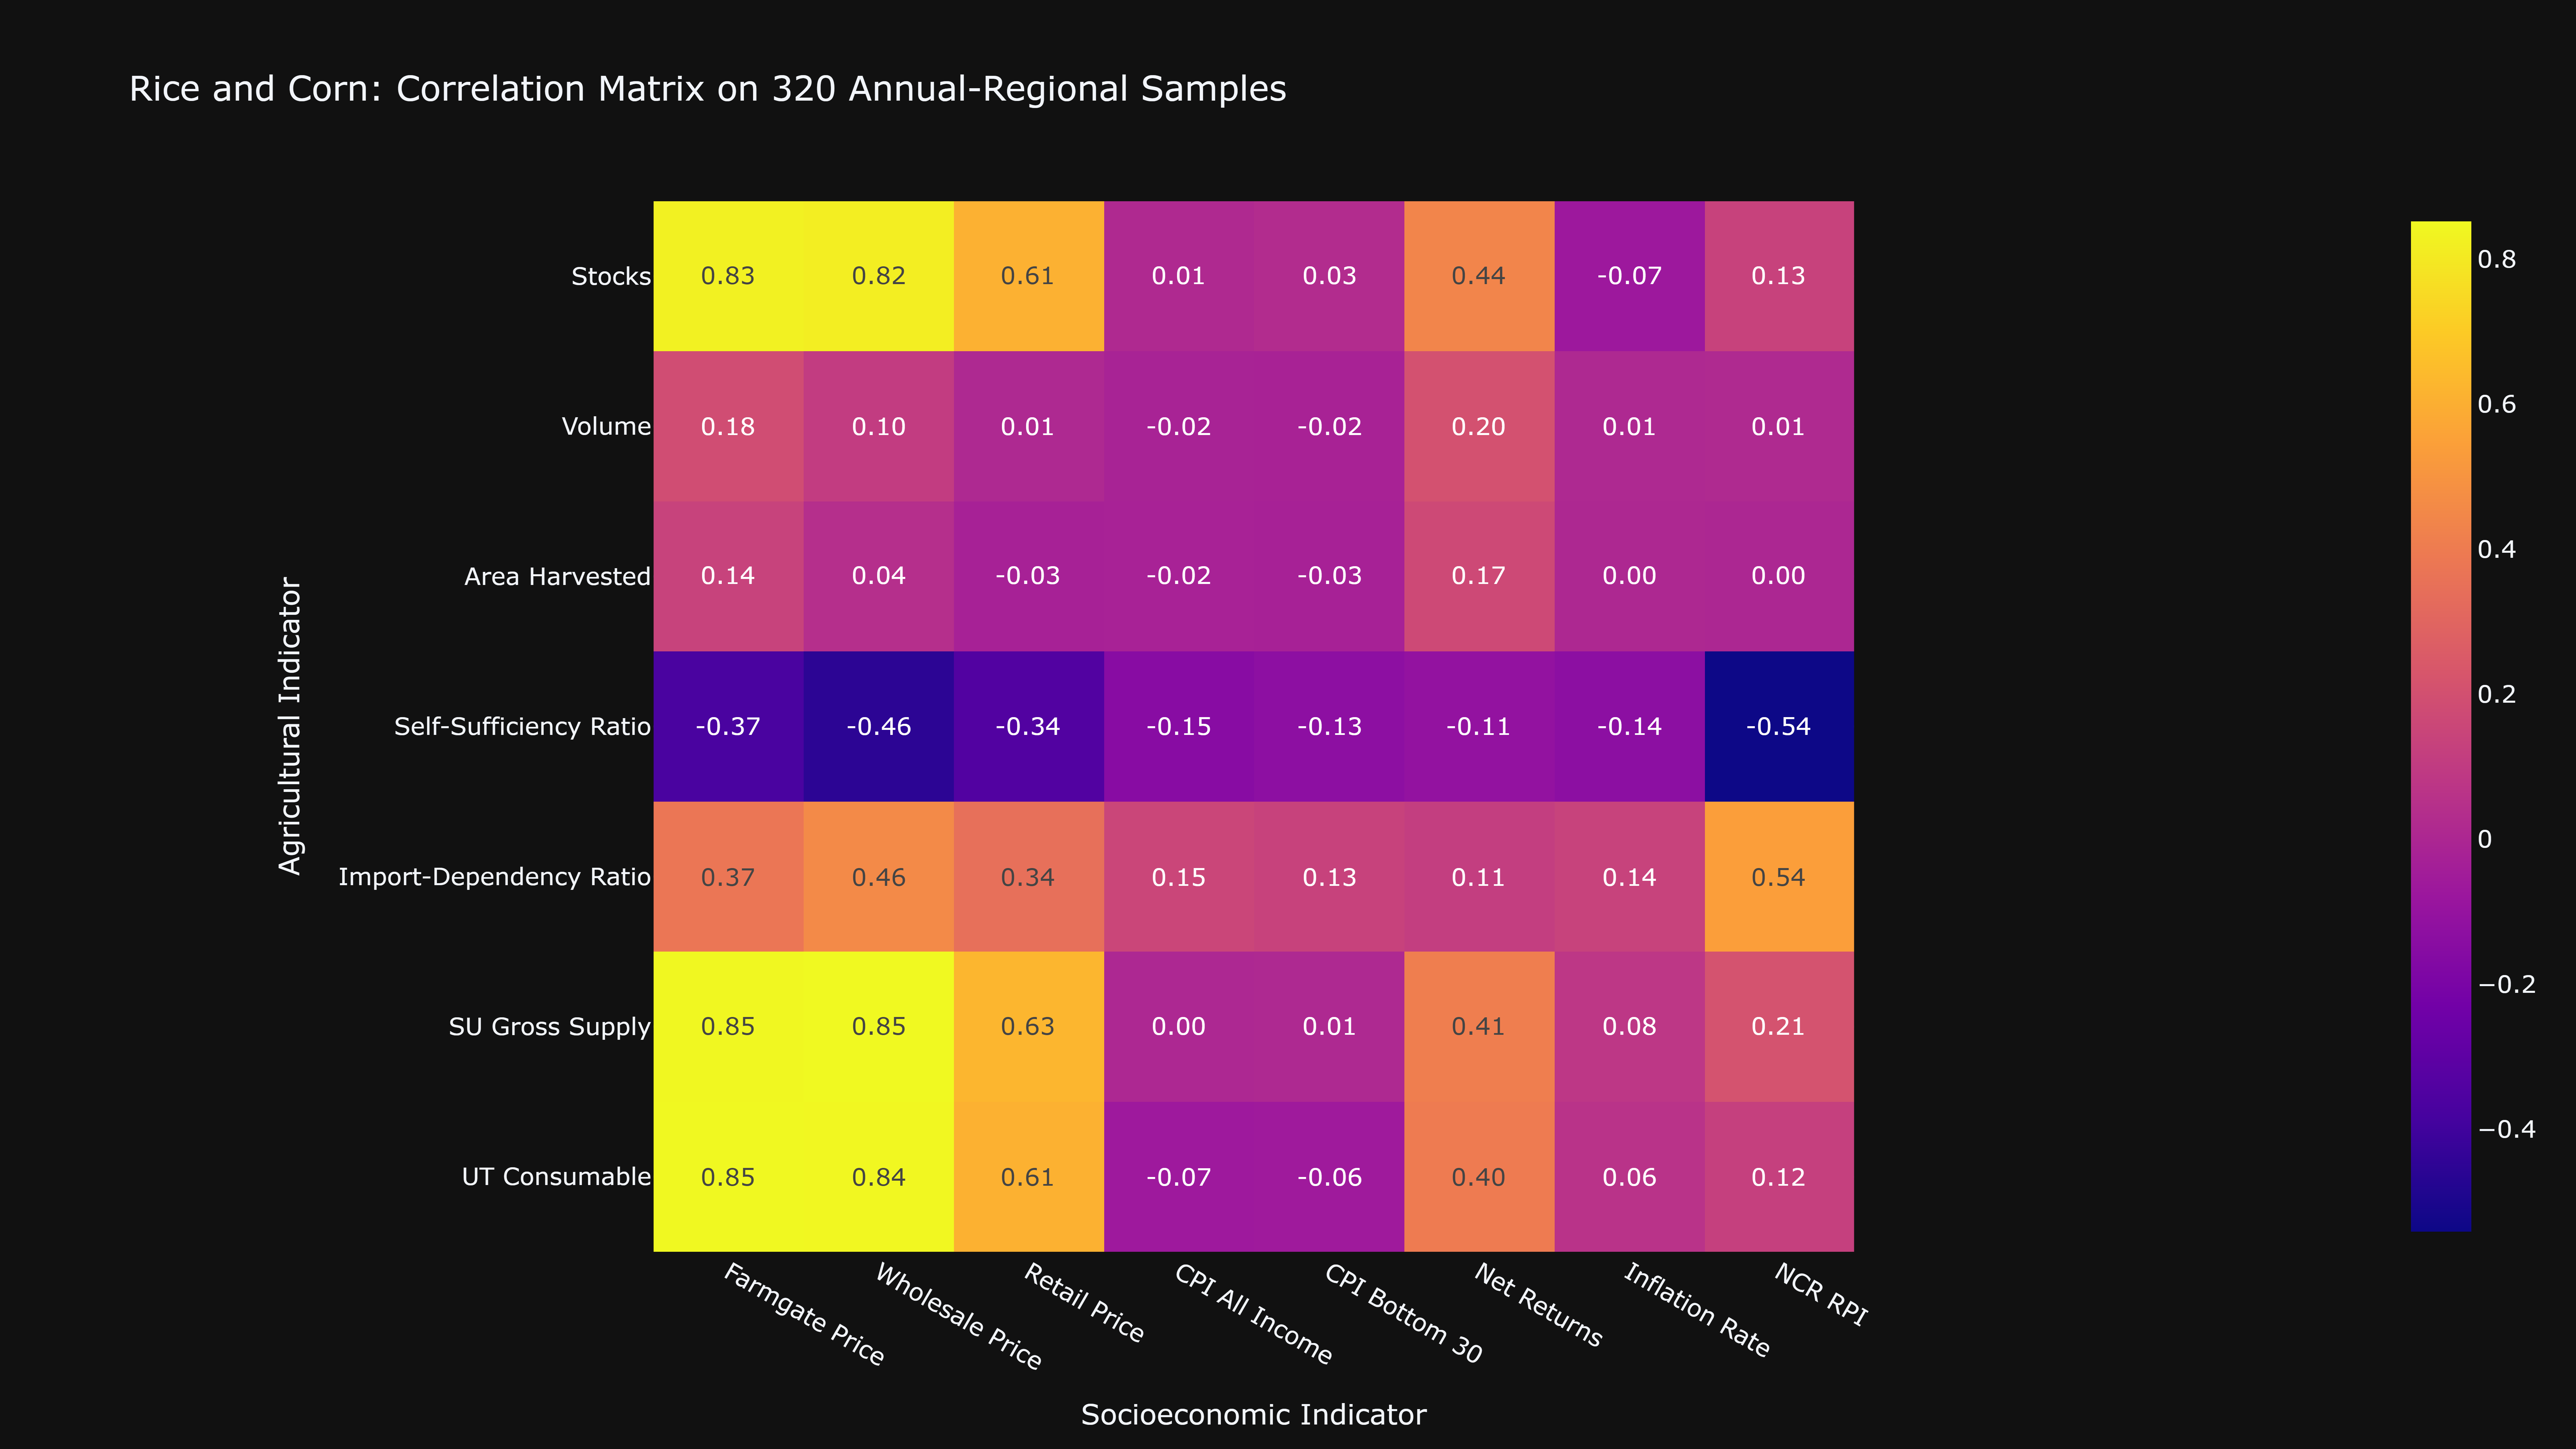 Rice and Corn: Correlation Matrix on 320 Annual-Regional Samples
Agricultural Indicator
Stocks 0.83 0.82 0.61 0.01 0.03 0.44 -0.07 0.13
Volume 0.18 0.10 0.01 -0.02 -0.02 0.20 0.01 0.01
Area Harvested 0.14 0.04 -0.03 -0.02 -0.03 0.17 0.00 0.00
Self-Sufficiency Ratio -0.37 -0.46 -0.34 -0.15 -0.13 -0.11 -0.14 -0.54
Import-Dependency Ratio 0.37 0.46 0.34 0.15 0.13 0.11 0.14 0.54
SU Gross Supply 0.85 0.85 0.63 0.00 0.01 0.41 0.08 0.21
UT Consumable 0.85 0.84 0.61 -0.07 -0.06 0.40 0.06 0.12
Farmgate Price
Wholesale Price
Retail Price
CPI All Income
CPI Bottom 30
Net Returns
Inflation Rate
NCR RPI
Socioeconomic Indicator
0.8
0.6
0.4
0.2
0
−0.2
−0.4